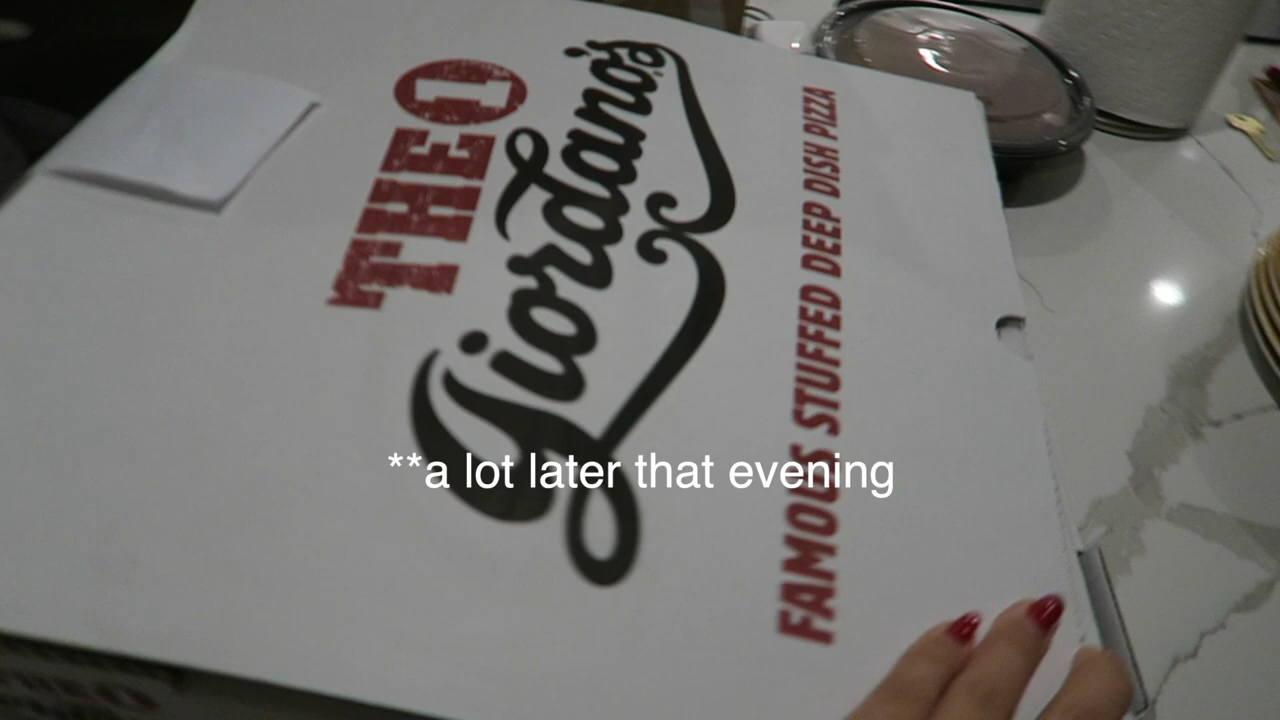 THE O
Giordano's
FAMOUS STUFFED DEEP DISH PIZZA
**a lot later that evening